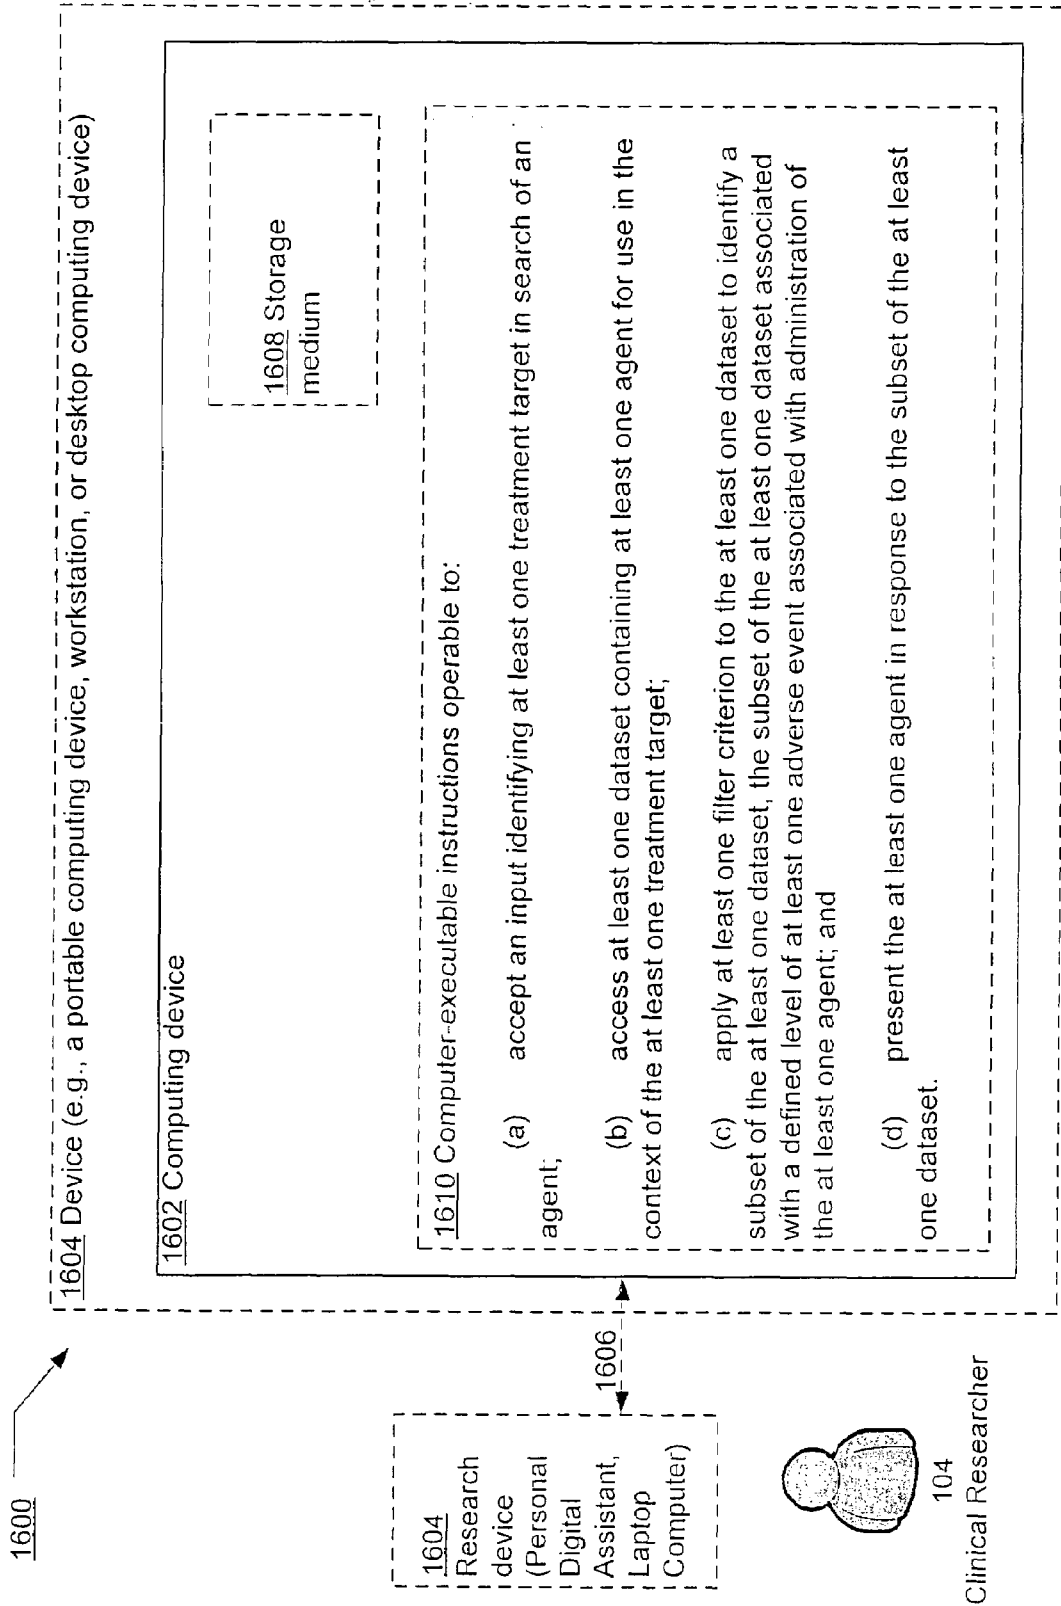 1600
1604 Device (e.g., a portable computing device, workstation, or desktop computing device)
1602 Computing device
1608 Storage
medium
1610 Computer-executable instructions operable to:
(a) accept an input identifying at least one treatment target in search of an
agent;
(b) access at least one dataset containing at least one agent for use in the
context of the at least one treatment target;
(c) apply at least one filter criterion to the at least one dataset to identify a
subset of the at least one dataset, the subset of the at least one dataset associated
with a defined level of at least one adverse event associated with administration of
the at least one agent; and
(d) present the at least one agent in response to the subset of the at least
one dataset.
1606
1604
Research
device
(Personal
Digital
Assistant,
Laptop
Computer)
104
Clinical Researcher